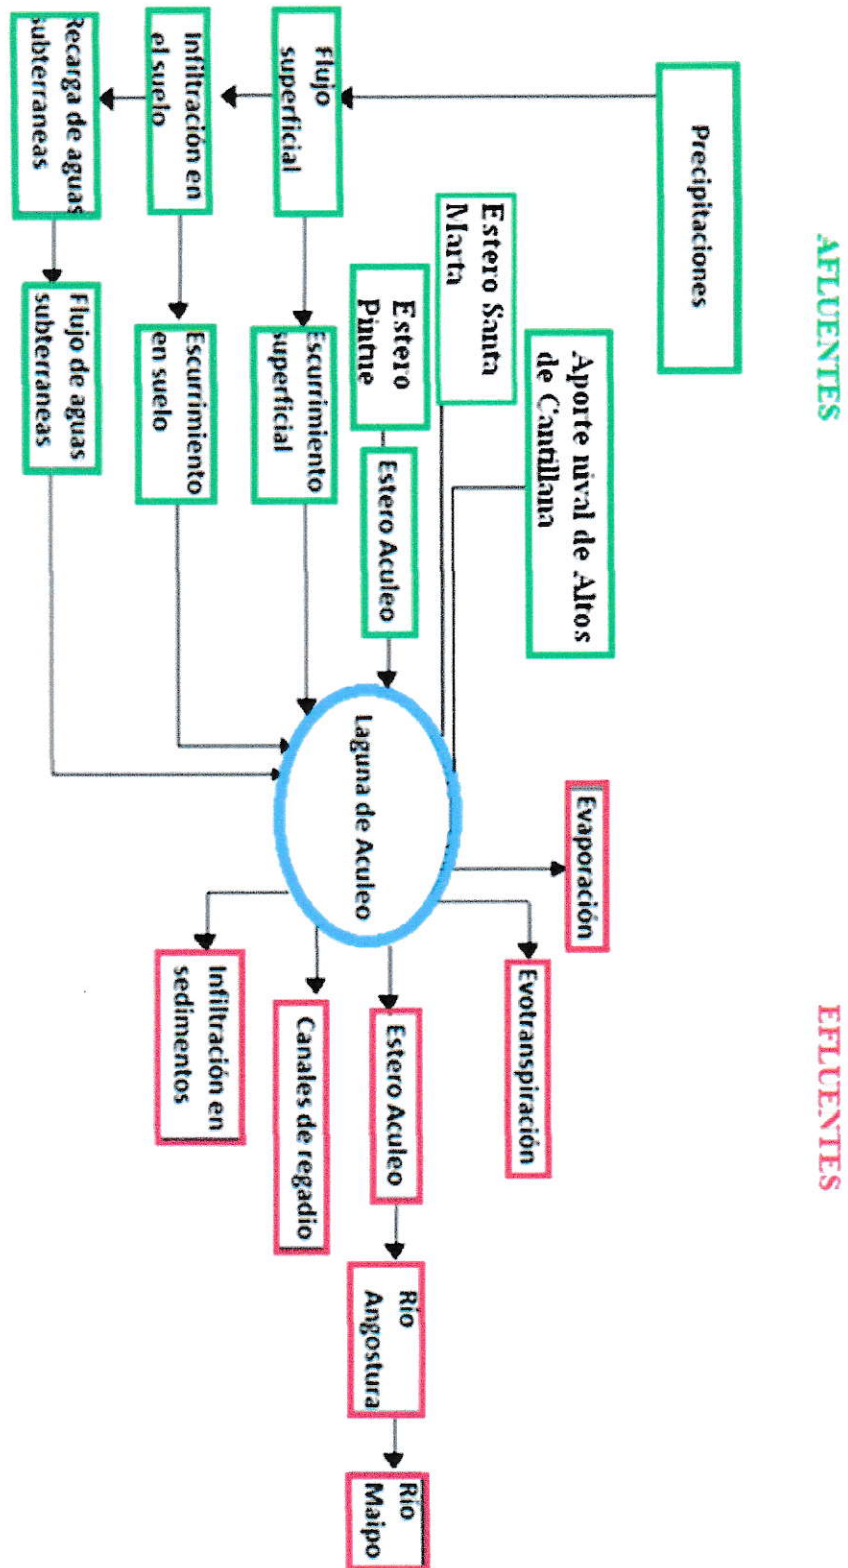 AFLUENTES
EFLUENTES
Precipitaciones
Aporte nival de Altos
de Cantillana
Estero Santa
Marta
Estero
Pintue
Estero Aculeo
Flujo
superficial
Escurrimiento
superficial
Infiltración en
el suelo
Escurrimiento
en suelo
Recarga de aguas
subterraneas
Flujo de aguas
subterraneas
Laguna de Aculeo
Evaporación
Evotranspiración
Estero Aculeo
Río
Angostura
Río
Maipo
Canales de regadio
Infiltración en
sedimentos